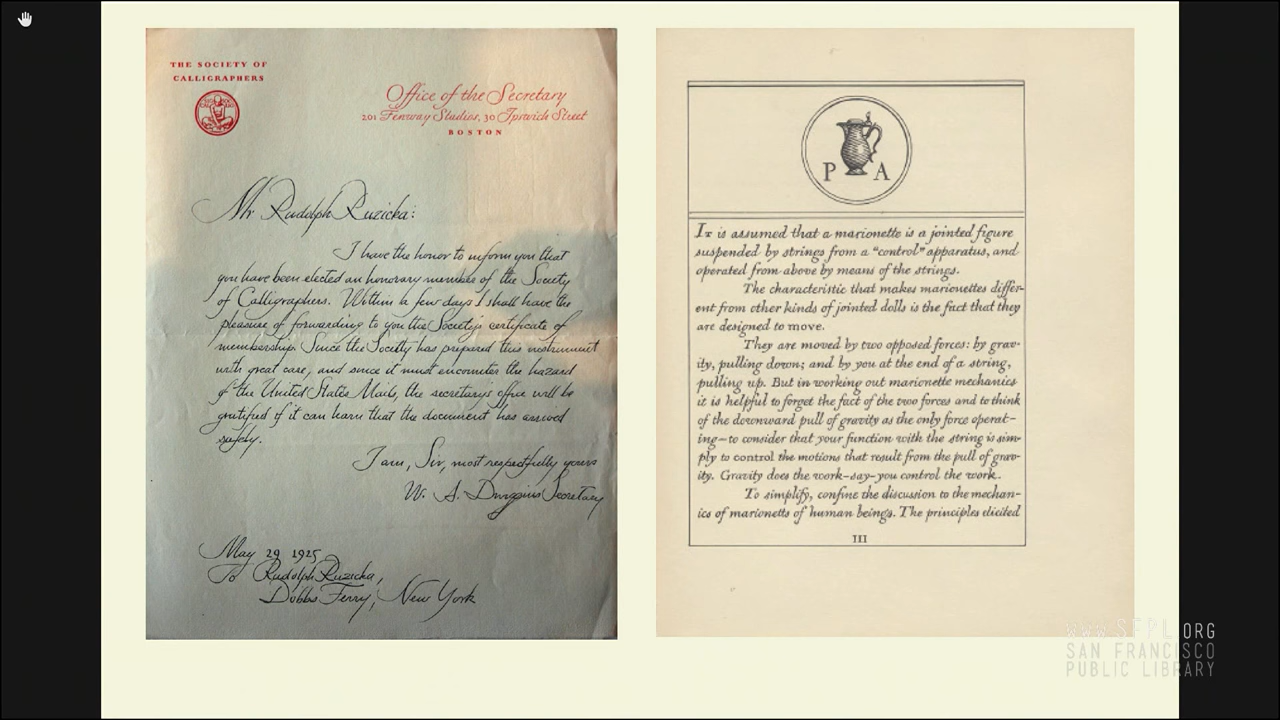 THE SOCIETY OF
CALLIGRAPHERS
Office of the Secretary
201 Fenway Studios, 30 Ipswich Street
BOSTON
Mr. Rudolph Ruzicka:
I have the honor to inform you that
you have been elected an honorary member of the Society
of Calligraphers. Within a few days I shall have the
pleasure of forwarding to you the Society's certificate of
membership. Since the Society has prepared this instrument
with great care, and since it must encounter the hazard
of the United States Mails, the secretary's office will be
gratified if it can learn that the document has arrived
safely.
I am, Sir, most respectfully yours
W. A. Dwiggins Secretary
May 29 1925
To Rudolph Ruzicka,
Dobbs Ferry, New York
P A
It is assumed that a marionette is a jointed figure
suspended by strings from a "control" apparatus, and
operated from above by means of the strings.
The characteristic that makes marionettes differ-
ent from other kinds of jointed dolls is the fact that they
are designed to move.
They are moved by two opposed forces: by grav-
ity, pulling down; and by you at the end of a string,
pulling up. But in working out marionette mechanics
it is helpful to forget the fact of the two forces and to think
of the downward pull of gravity as the only force operat-
ing—to consider that your function with the string is sim-
ply to control the motions that result from the pull of grav-
ity. Gravity does the work—say—you control the work.
To simplify, confine the discussion to the mechan-
ics of marionetts of human beings. The principles elicited
III
WWW.SFPL.ORG
SAN FRANCISCO
PUBLIC LIBRARY